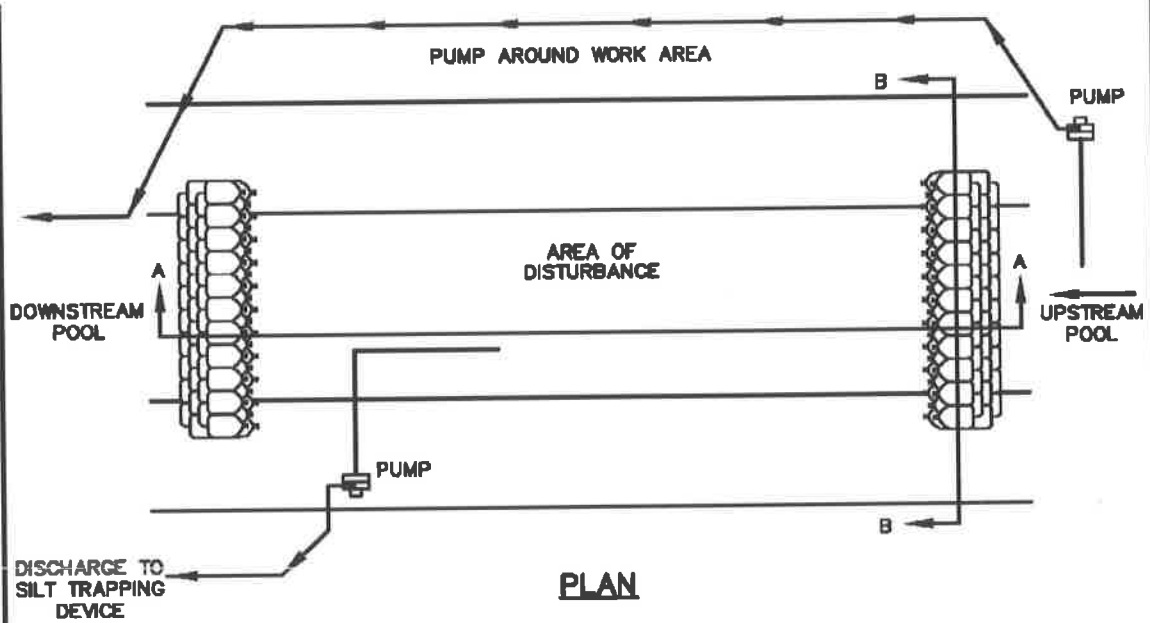 PUMP AROUND WORK AREA
B
PUMP
AREA OF
DISTURBANCE
A
A
DOWNSTREAM
POOL
UPSTREAM
POOL
PUMP
B
DISCHARGE TO
SILT TRAPPING
DEVICE
PLAN